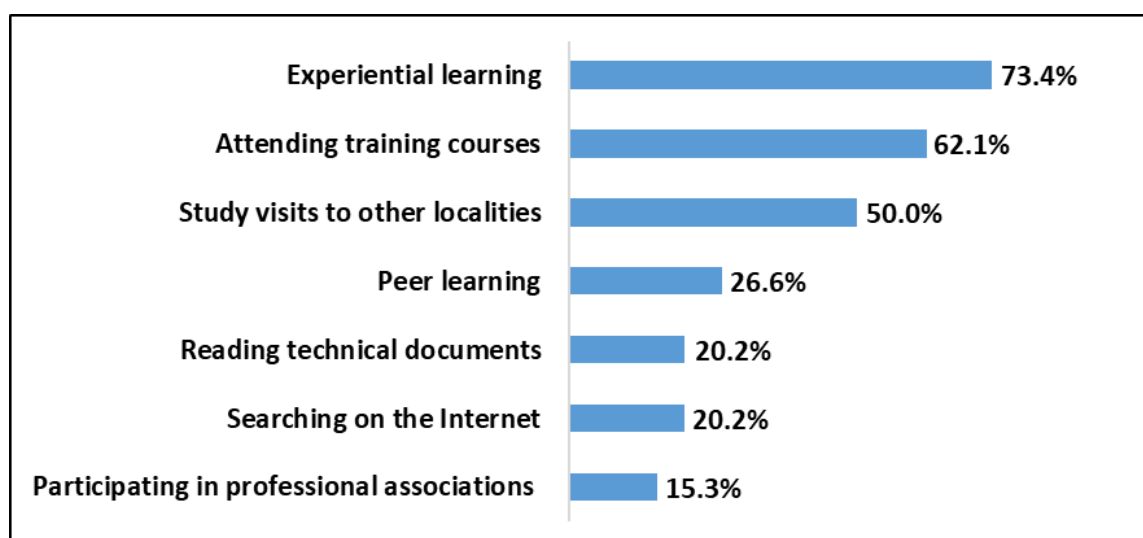 Experiential learning 73.4%
Attending training courses 62.1%
Study visits to other localities 50.0%
Peer learning 26.6%
Reading technical documents 20.2%
Searching on the Internet 20.2%
Participating in professional associations 15.3%